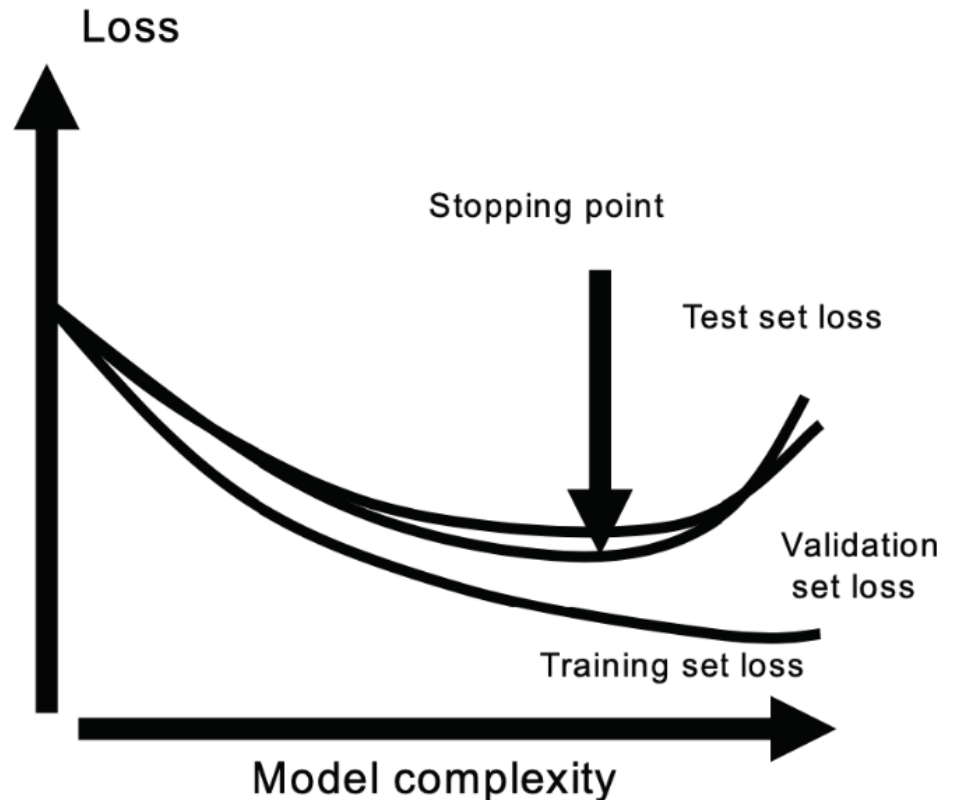 Loss
Stopping point
Test set loss
Validation
set loss
Training set loss
Model complexity